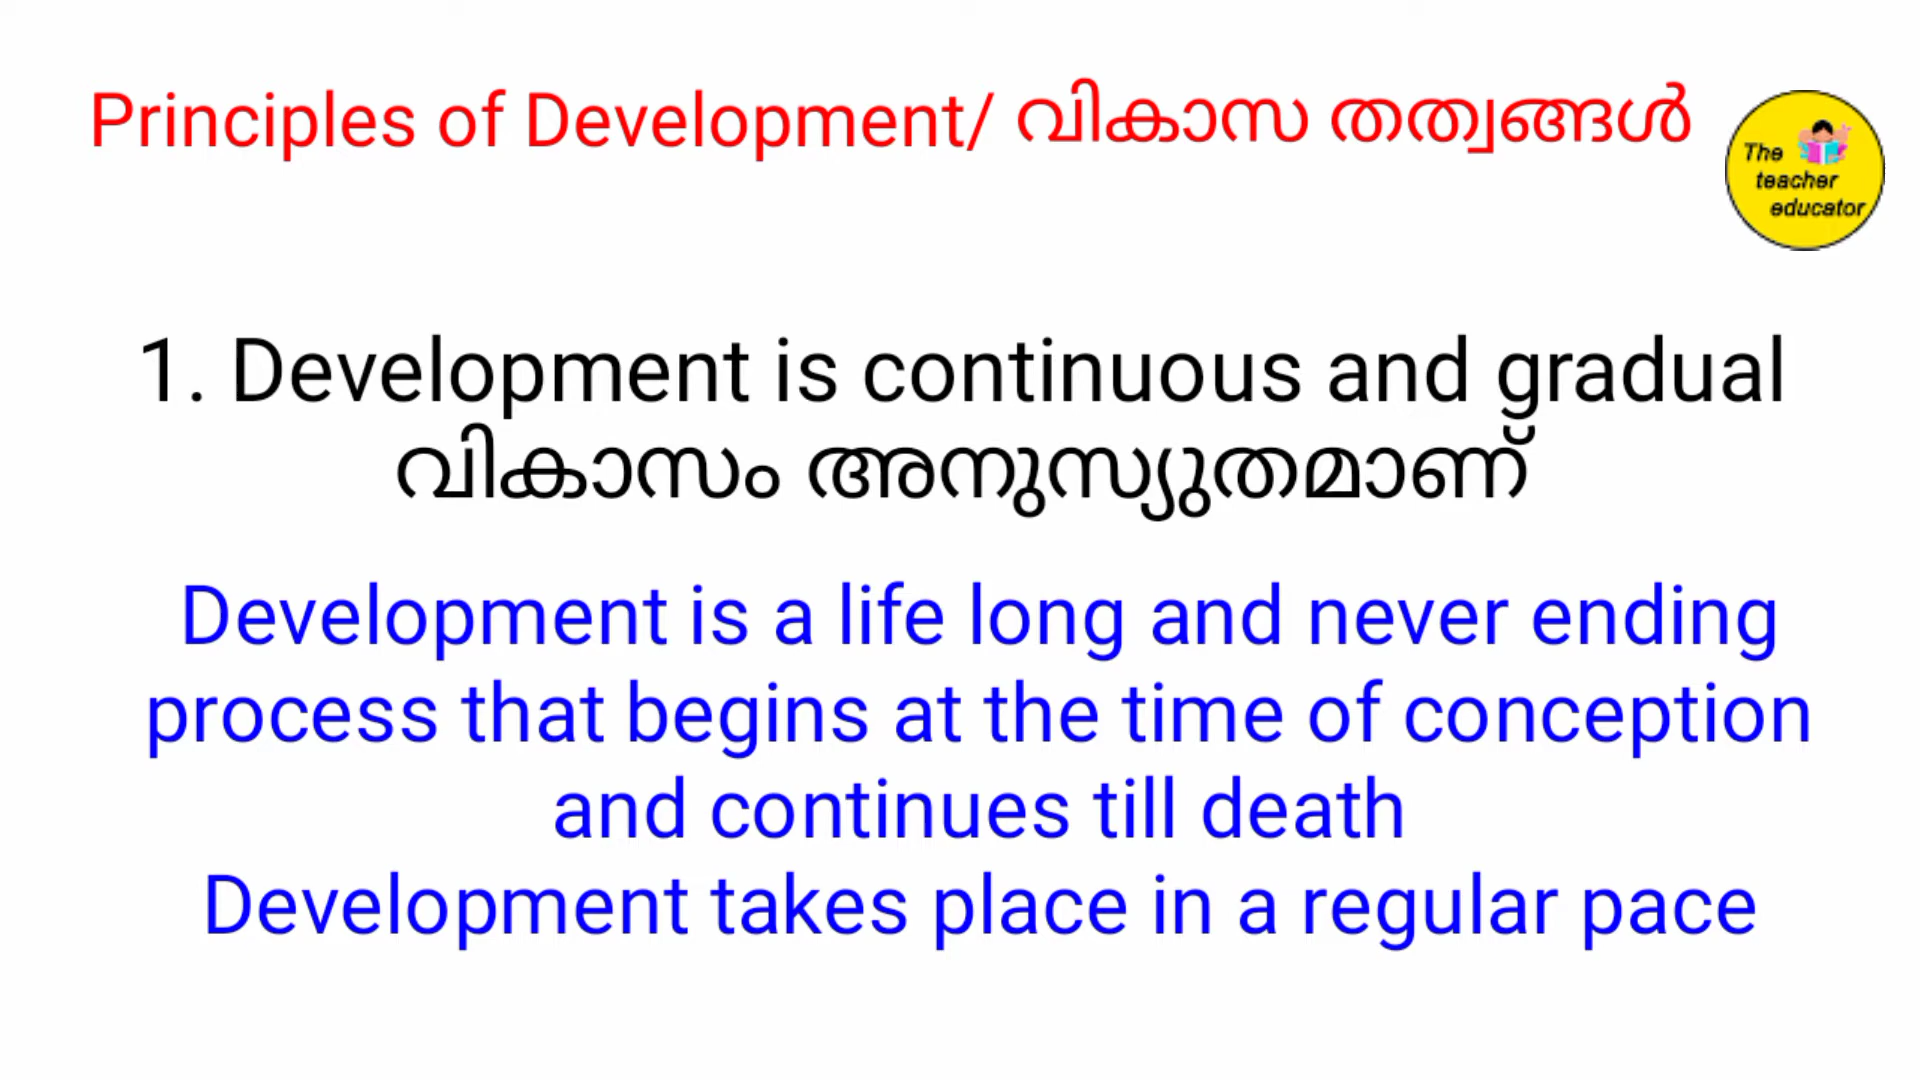 Principles of Development/ വികാസ തത്വങ്ങൾ
The
teacher
educator
1. Development is continuous and gradual
വികാസം അനുസ്യുതമാണ്
Development is a life long and never ending
process that begins at the time of conception
and continues till death
Development takes place in a regular pace